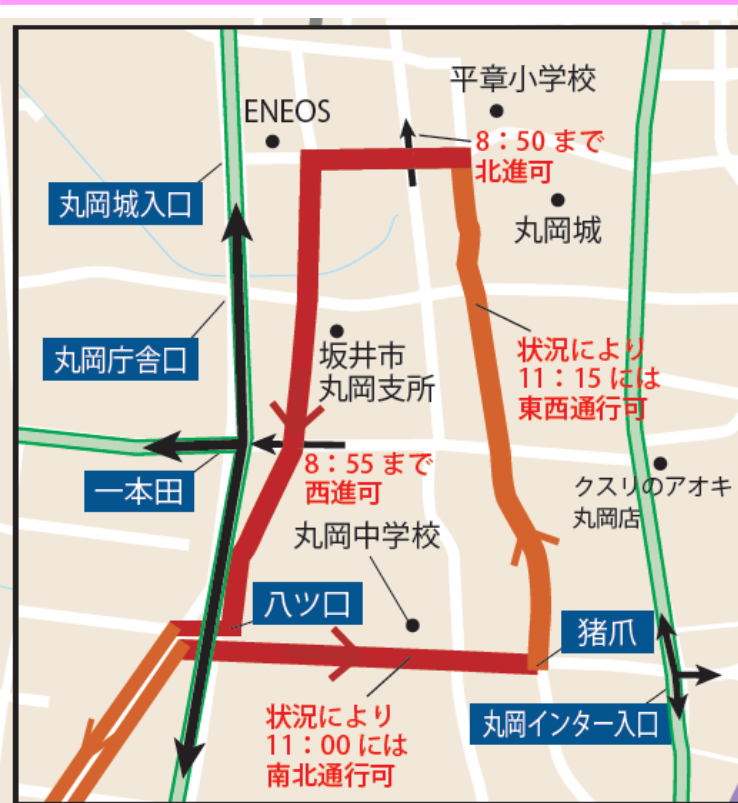 平章小学校
ENEOS
8：50 まで
北進可
丸岡城入口
丸岡城
丸岡庁舎口
坂井市
丸岡支所
状況により
11：15 には
東西通行可
一本田
8：55 まで
西進可
クスリのアオキ
丸岡店
丸岡中学校
八ツ口
猪爪
状況により
11：00 には
南北通行可
丸岡インター入口